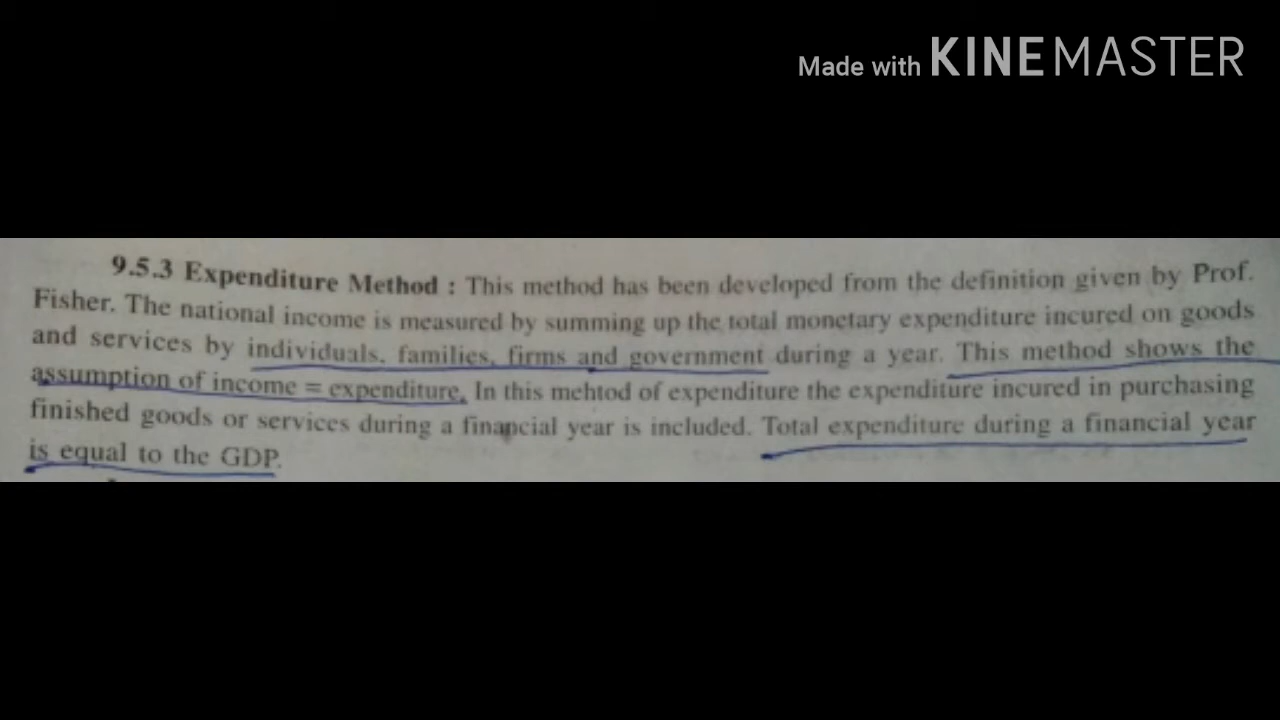 Made with KINEMASTER
9.5.3 Expenditure Method : This method has been developed from the definition given by Prof.
Fisher. The national income is measured by summing up the total monetary expenditure incured on goods
and services by individuals, families, firms and government during a year. This method shows the
assumption of income = expenditure. In this mehtod of expenditure the expenditure incured in purchasing
finished goods or services during a financial year is included. Total expenditure during a financial year
is equal to the GDP.